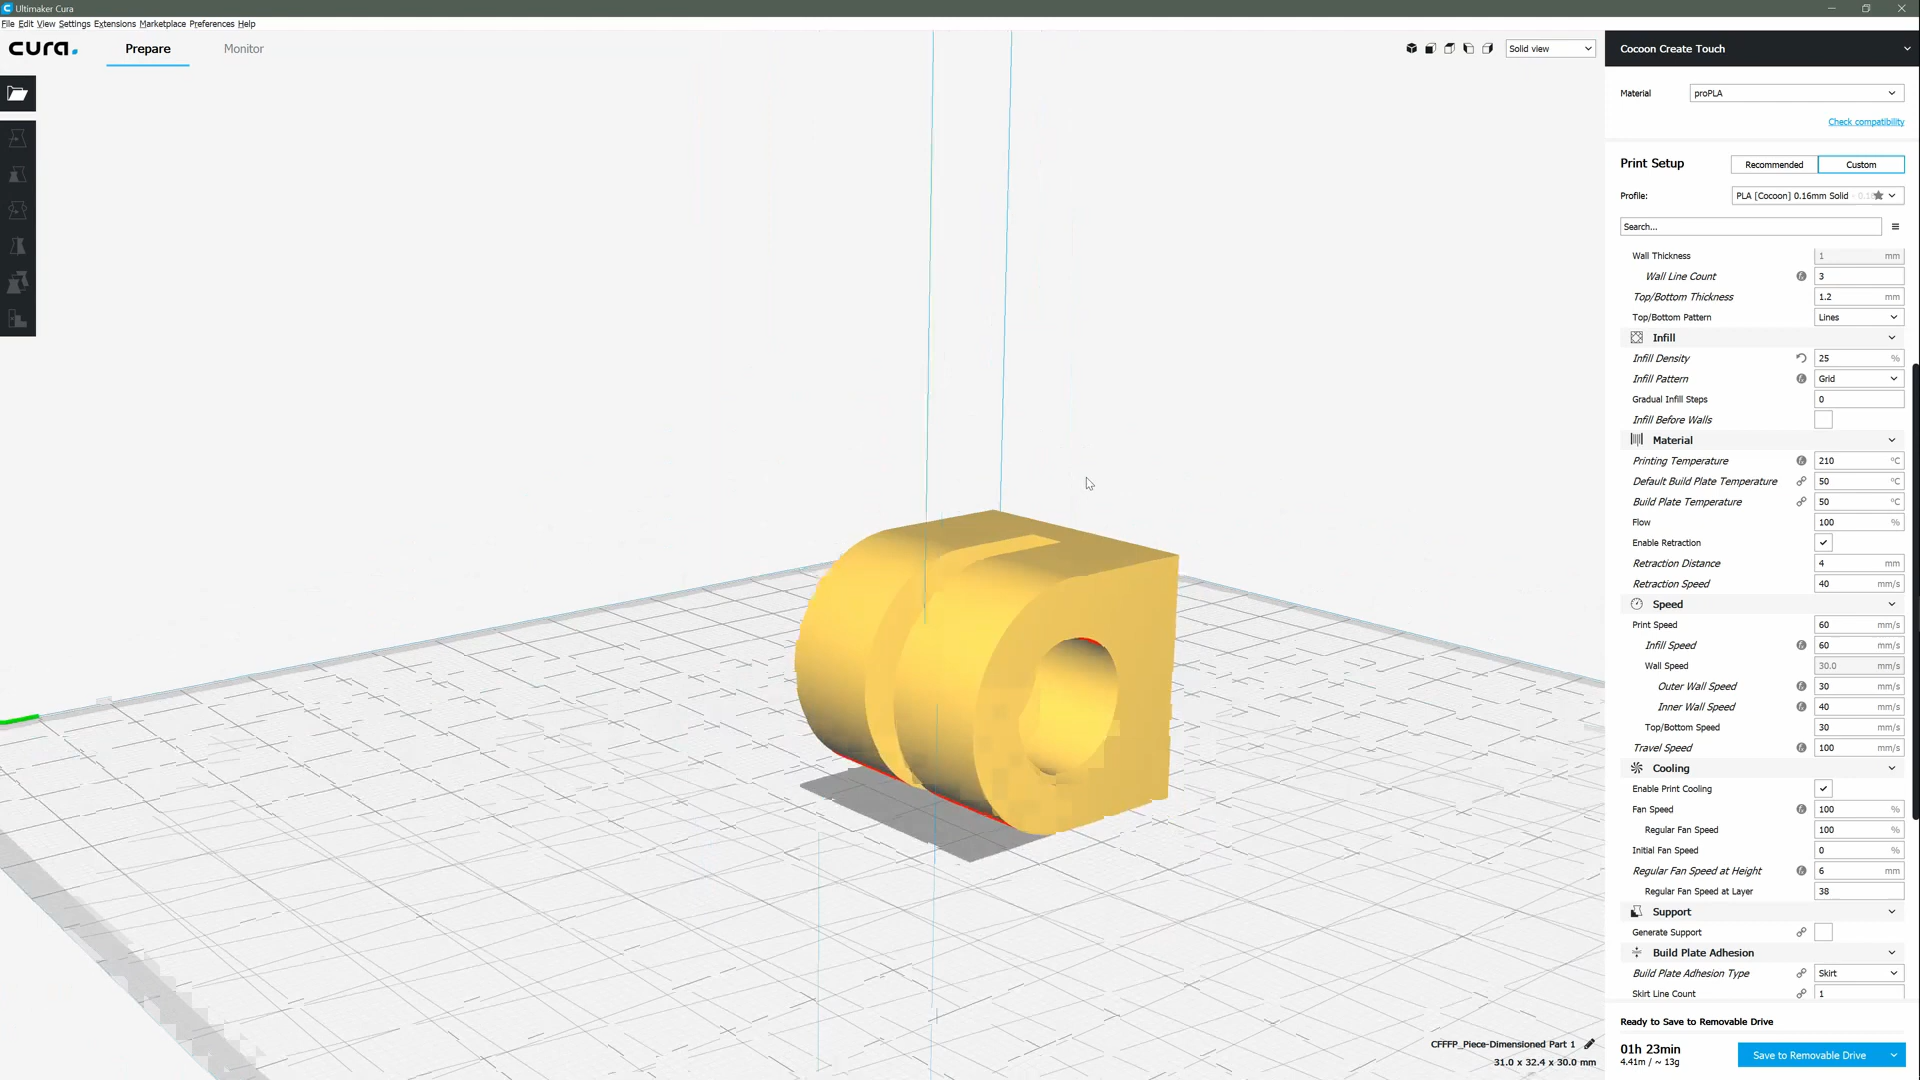 Ultimaker Cura
File Edit View Settings Extensions Marketplace Preferences Help
cura.
Prepare
Monitor
Solid view
Cocoon Create Touch
Material
proPLA
Check compatibility
Print Setup
Recommended
Custom
Profile:
PLA [Cocoon] 0.16mm Solid
Search...
Wall Thickness 1 mm
Wall Line Count 3
Top/Bottom Thickness 1.2 mm
Top/Bottom Pattern Lines
Infill
Infill Density 25 %
Infill Pattern Grid
Gradual Infill Steps 0
Infill Before Walls
Material
Printing Temperature 210 °C
Default Build Plate Temperature 50 °C
Build Plate Temperature 50 °C
Flow 100 %
Enable Retraction
Retraction Distance 4 mm
Retraction Speed 40 mm/s
Speed
Print Speed 60 mm/s
Infill Speed 60 mm/s
Wall Speed 30.0 mm/s
Outer Wall Speed 30 mm/s
Inner Wall Speed 40 mm/s
Top/Bottom Speed 30 mm/s
Travel Speed 100 mm/s
Cooling
Enable Print Cooling
Fan Speed 100 %
Regular Fan Speed 100 %
Initial Fan Speed 0 %
Regular Fan Speed at Height 6 mm
Regular Fan Speed at Layer 38
Support
Generate Support
Build Plate Adhesion
Build Plate Adhesion Type Skirt
Skirt Line Count 1
CFFFP_Piece-Dimensioned Part 1
31.0 x 32.4 x 30.0 mm
Ready to Save to Removable Drive
01h 23min
4.41m / ~ 13g
Save to Removable Drive